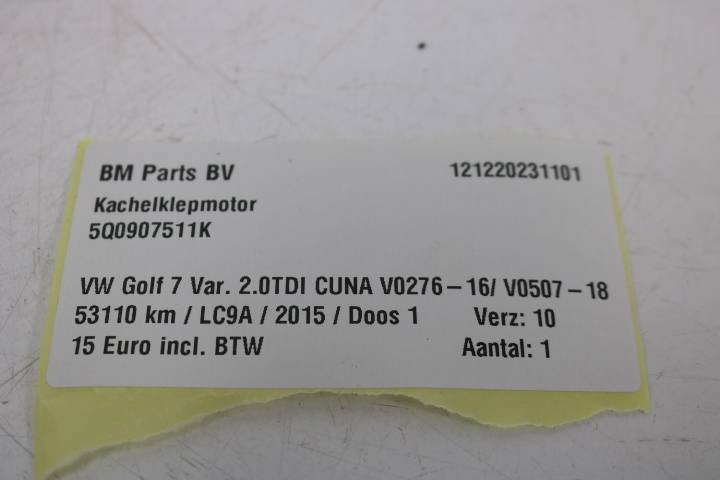 BM Parts BV 121220231101
Kachelklepmotor
5Q0907511K
VW Golf 7 Var. 2.0TDI CUNA V0276-16/ V0507-18
53110 km / LC9A / 2015 / Doos 1 Verz: 10
15 Euro incl. BTW Aantal: 1